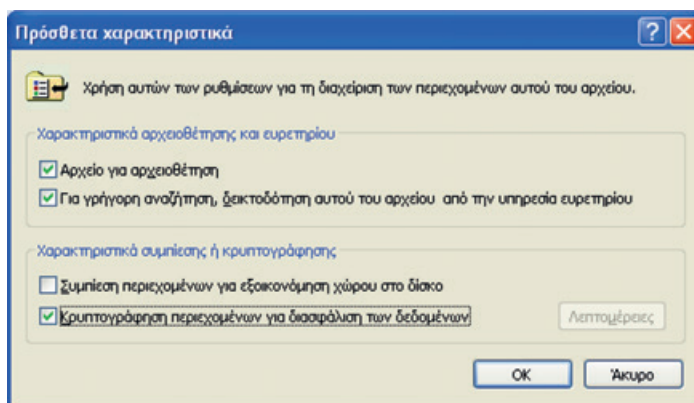 Πρόσθετα χαρακτηριστικά
Χρήση αυτών των ρυθμίσεων για τη διαχείριση των περιεχομένων αυτού του αρχείου.
Χαρακτηριστικά αρχειοθέτησης και ευρετηρίου
Αρχείο για αρχειοθέτηση
Για γρήγορη αναζήτηση, δεικτοδότηση αυτού του αρχείου από την υπηρεσία ευρετηρίου
Χαρακτηριστικά συμπίεσης ή κρυπτογράφησης
Συμπίεση περιεχομένων για εξοικονόμηση χώρου στο δίσκο
Κρυπτογράφηση περιεχομένων για διασφάλιση των δεδομένων
Λεπτομέρειες
OK Άκυρο